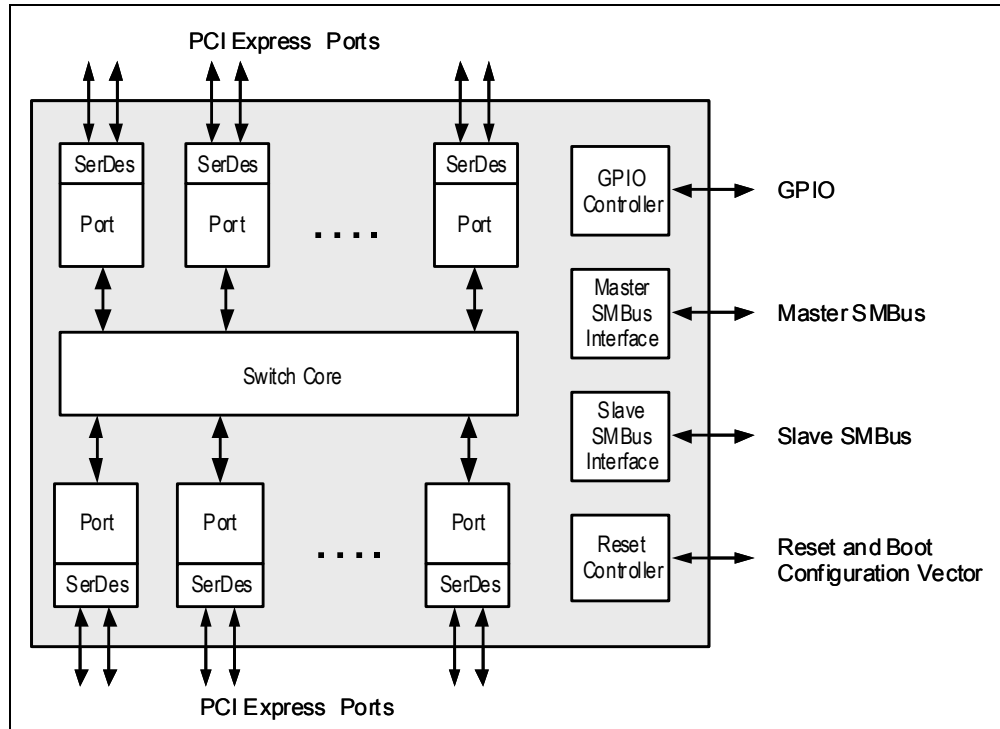 PCI Express Ports
SerDes
Port
SerDes
Port
. . . .
SerDes
Port
GPIO
Controller
GPIO
Master
SMBus
Interface
Master SMBus
Switch Core
Slave
SMBus
Interface
Slave SMBus
Port
SerDes
Port
SerDes
. . . .
Port
SerDes
Reset
Controller
Reset and Boot
Configuration Vector
PCI Express Ports